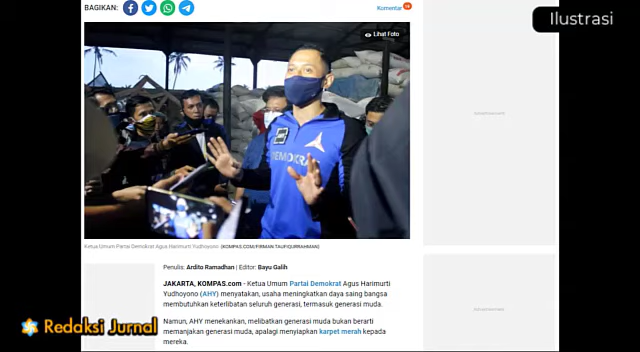 BAGIKAN:
Komentar
Ilustrasi
Lihat Foto
DEMOKRA
Ketua Umum Partai Demokrat Agus Harimurti Yudhoyono (KOMPAS.COM/FIRMAN TAUFIQURRAHMAN)
Penulis: Ardito Ramadhan | Editor: Bayu Galih
JAKARTA, KOMPAS.com - Ketua Umum Partai Demokrat Agus Harimurti
Yudhoyono (AHY) menyatakan, usaha meningkatkan daya saing bangsa
membutuhkan keterlibatan seluruh generasi, termasuk generasi muda.
Namun, AHY menekankan, melibatkan generasi muda bukan berarti
memanjakan generasi muda, apalagi menyiapkan karpet merah kepada
mereka.
Redaksi Jurnal